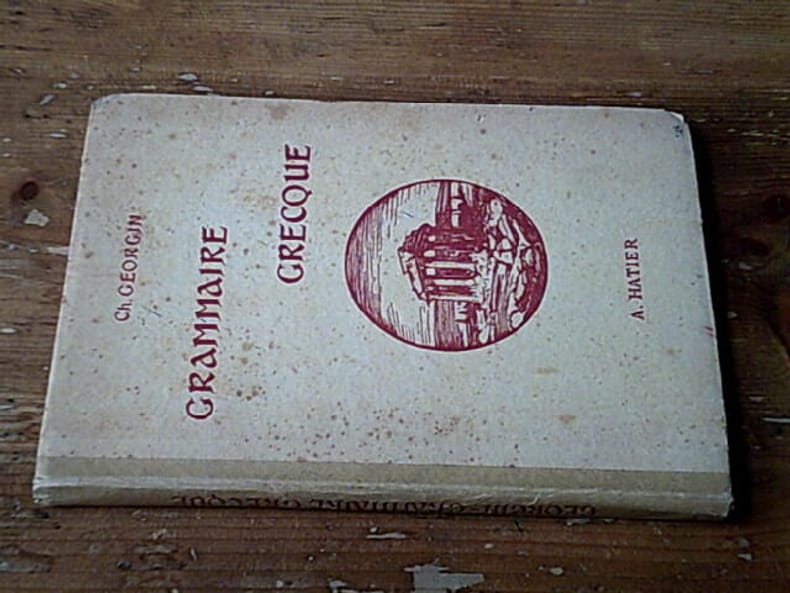 Ch. GEORGIN
GRAMMAIRE
GRECQUE
A. HATIER
GEORGIN - GRAMMAIRE GRECQUE